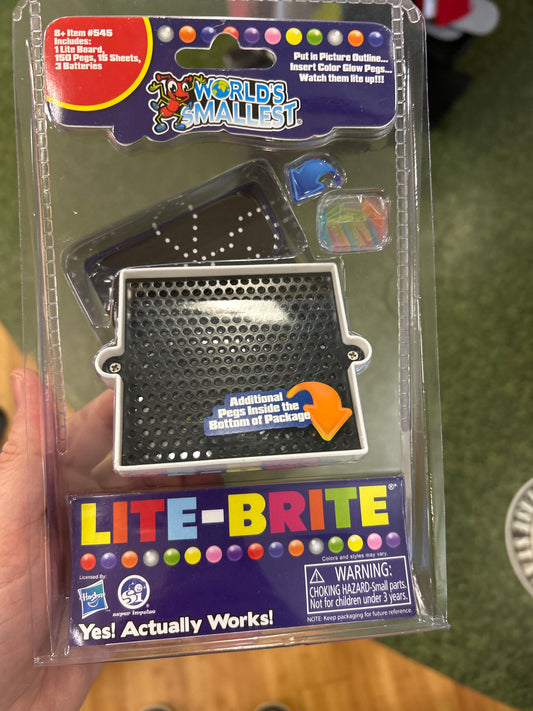 8+ Item #545
Includes:
1 Lite Board,
150 Pegs, 15 Sheets,
3 Batteries
Put in Picture Outline...
Insert Color Glow Pegs...
Watch them lite up!!!
WORLD'S
SMALLEST®
Additional
Pegs Inside the
Bottom of Package
LITE-BRITE®
Colors and styles may vary.
Licensed By:
Hasbro
si
super impulse
WARNING:
CHOKING HAZARD-Small parts.
Not for children under 3 years.
NOTE: Keep packaging for future reference.
Yes! Actually Works!